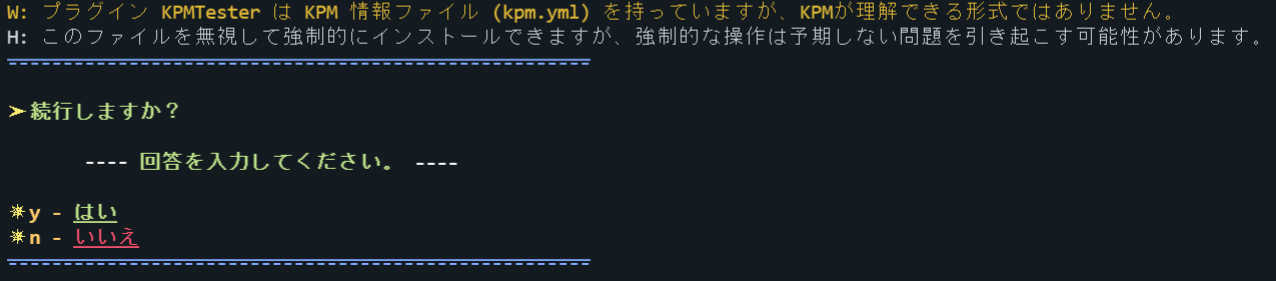 W: プラグイン KPMTester は KPM 情報ファイル (kpm.yml) を持っていますが、KPMが理解できる形式ではありません。
H: このファイルを無視して強制的にインストールできますが、強制的な操作は予期しない問題を引き起こす可能性があります。
-----------------------------------------------------
➤続行しますか？
---- 回答を入力してください。 ----
☀y - はい
☀n - いいえ
-----------------------------------------------------